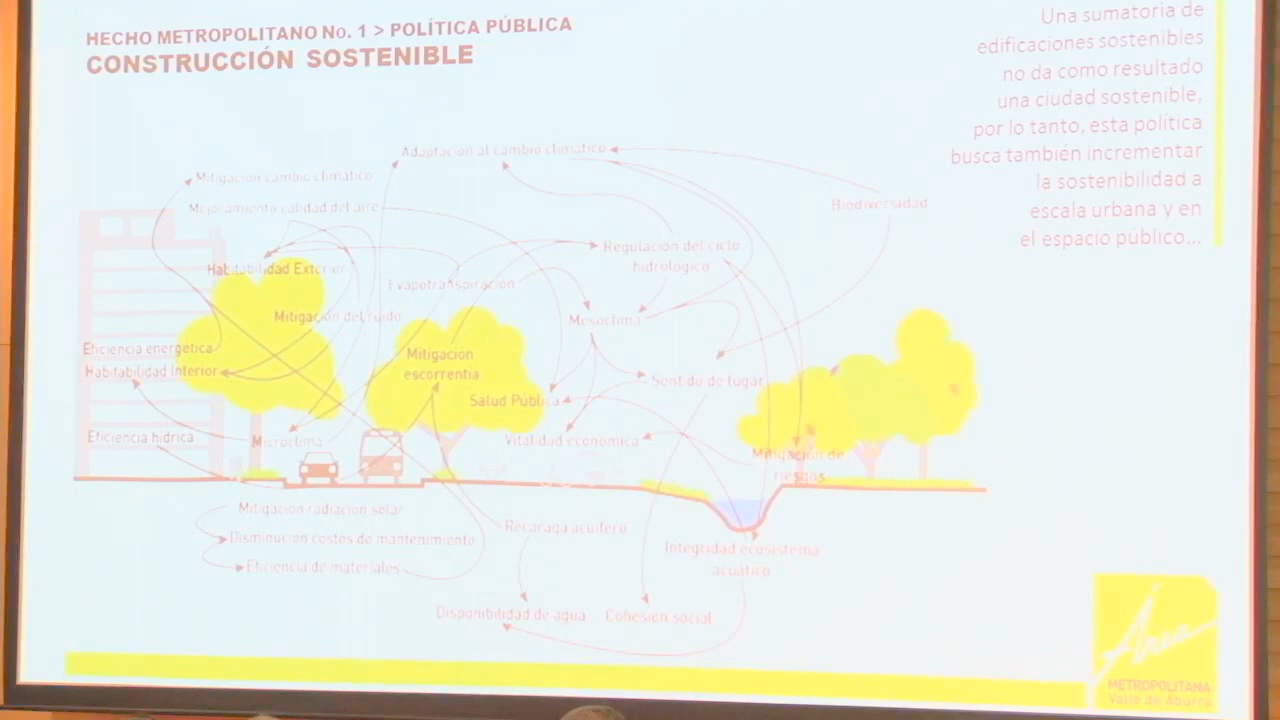 HECHO METROPOLITANO No. 1 > POLÍTICA PÚBLICA
CONSTRUCCIÓN SOSTENIBLE
Una sumatoria de
edificaciones sostenibles
no da como resultado
una ciudad sostenible,
por lo tanto, esta política
busca también incrementar
la sostenibilidad a
escala urbana y en
el espacio público...
Adaptación al cambio climático
Mitigación cambio climático
Mejoramiento calidad del aire
Biodiversidad
Regulación del ciclo
hidrológico
Habitabilidad Exterior
Evapotranspiración
Mitigación del ruido
Mesoclima
Eficiencia energética
Habitabilidad Interior
Mitigación
escorrentía
Sentido de lugar
Salud Pública
Eficiencia hídrica
Microclima
Vitalidad económica
Mitigación de
riesgos
Mitigación radiación solar
Disminución costos de mantenimiento
Eficiencia de materiales
Recaraga acuífero
Integridad ecosistema
acuático
Disponibilidad de agua
Cohesión social
Área
METROPOLITANA
Valle de Aburrá